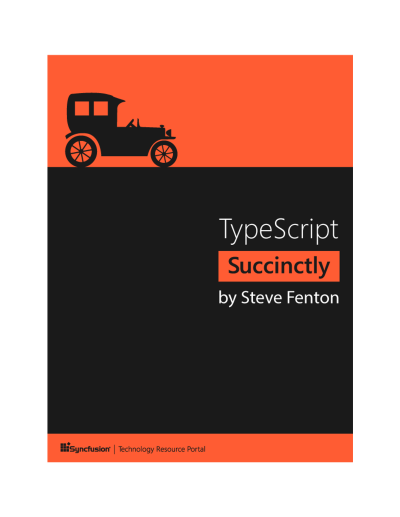 TypeScript
Succinctly
by Steve Fenton
Syncfusion | Technology Resource Portal